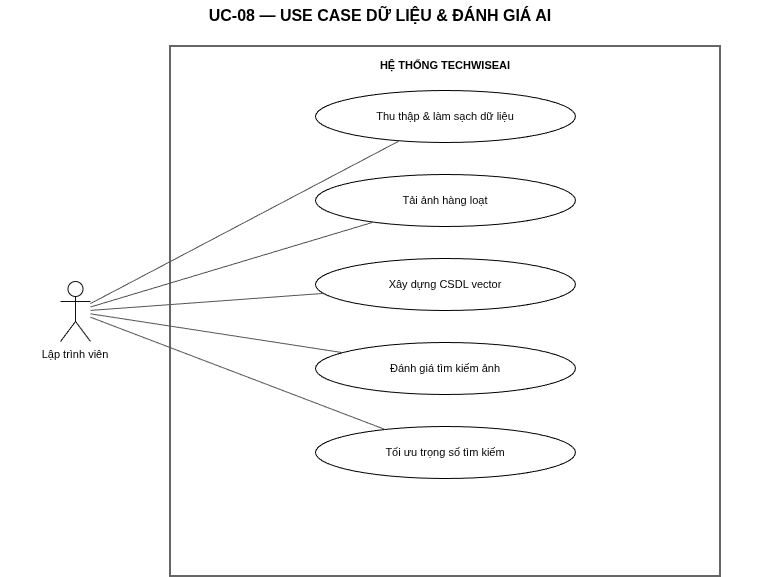 UC-08 — USE CASE DỮ LIỆU & ĐÁNH GIÁ AI
HỆ THỐNG TECHWISEAI
Thu thập & làm sạch dữ liệu
Tải ảnh hàng loạt
Xây dựng CSDL vector
Đánh giá tìm kiếm ảnh
Tối ưu trọng số tìm kiếm
Lập trình viên